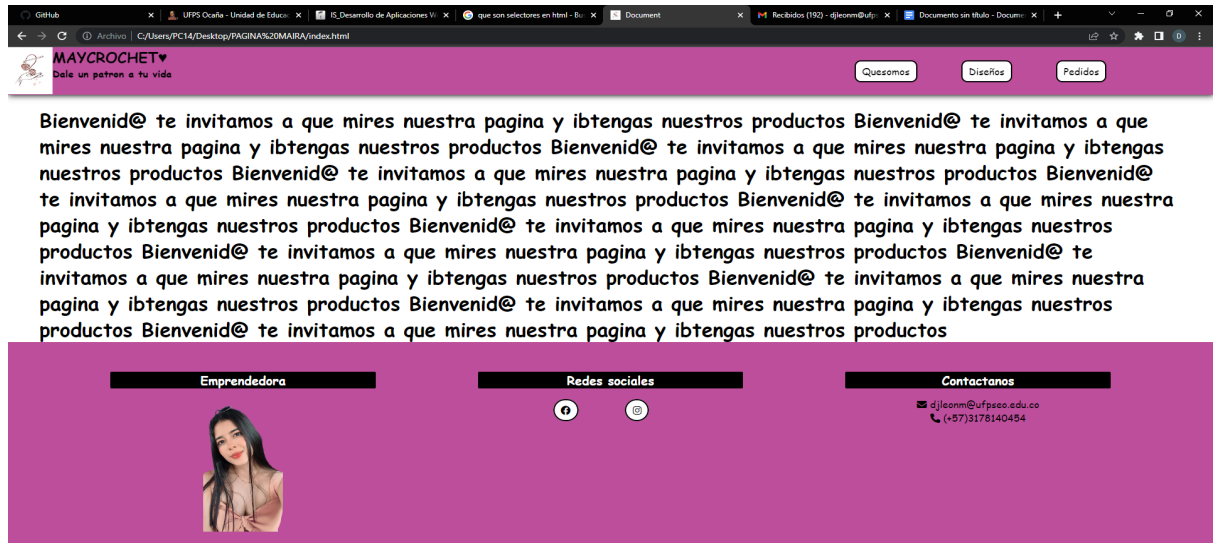 GitHub
UFPS Ocaña - Unidad de Educac
IS_Desarrollo de Aplicaciones W
que son selectores en html - Bus
Document
Recibidos (192) - djleonm@ufps
Documento sin título - Docume
Archivo | C:/Users/PC14/Desktop/PAGINA%20MAIRA/index.html
D
MAYCROCHET♥
Dale un patron a tu vida
Quesomos
Diseños
Pedidos
Bienvenid@ te invitamos a que mires nuestra pagina y ibtengas nuestros productos Bienvenid@ te invitamos a que
mires nuestra pagina y ibtengas nuestros productos Bienvenid@ te invitamos a que mires nuestra pagina y ibtengas
nuestros productos Bienvenid@ te invitamos a que mires nuestra pagina y ibtengas nuestros productos Bienvenid@
te invitamos a que mires nuestra pagina y ibtengas nuestros productos Bienvenid@ te invitamos a que mires nuestra
pagina y ibtengas nuestros productos Bienvenid@ te invitamos a que mires nuestra pagina y ibtengas nuestros
productos Bienvenid@ te invitamos a que mires nuestra pagina y ibtengas nuestros productos Bienvenid@ te
invitamos a que mires nuestra pagina y ibtengas nuestros productos Bienvenid@ te invitamos a que mires nuestra
pagina y ibtengas nuestros productos Bienvenid@ te invitamos a que mires nuestra pagina y ibtengas nuestros
productos Bienvenid@ te invitamos a que mires nuestra pagina y ibtengas nuestros productos
Emprendedora
Redes sociales
Contactanos
djleonm@ufpseo.edu.co
(+57)3178140454